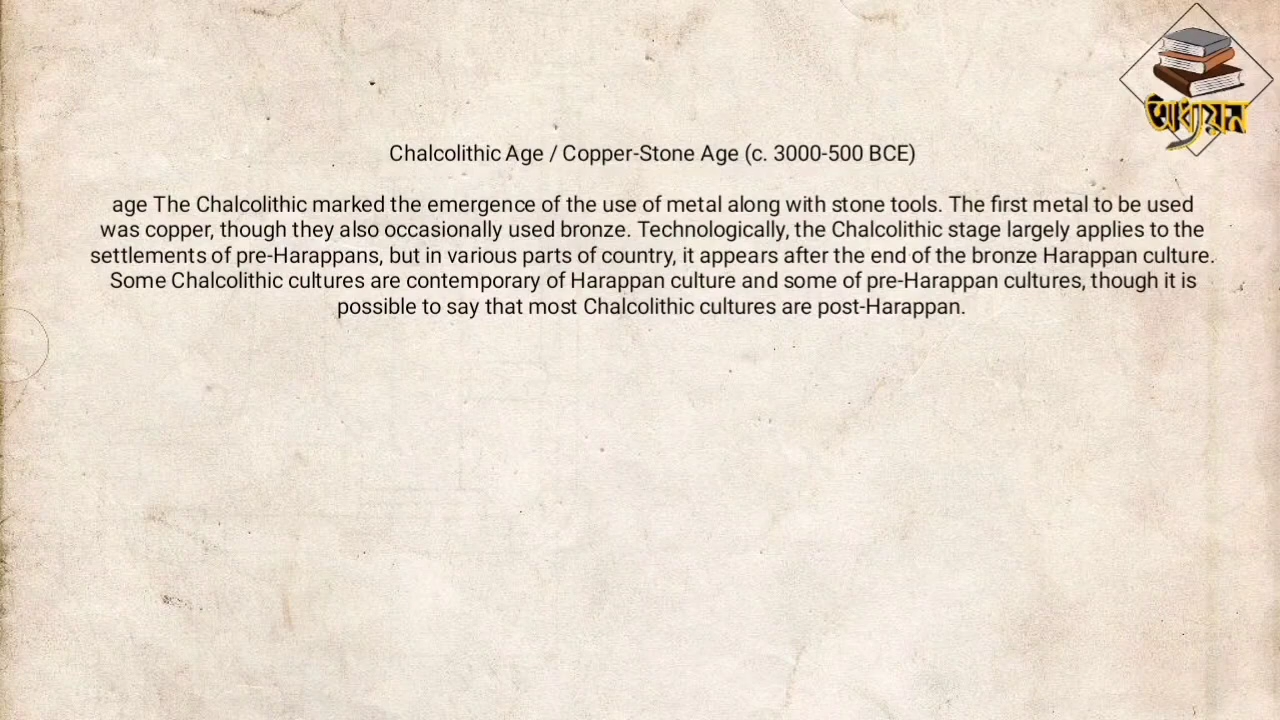 অধ্যয়ন
Chalcolithic Age / Copper-Stone Age (c. 3000-500 BCE)
age The Chalcolithic marked the emergence of the use of metal along with stone tools. The first metal to be used
was copper, though they also occasionally used bronze. Technologically, the Chalcolithic stage largely applies to the
settlements of pre-Harappans, but in various parts of country, it appears after the end of the bronze Harappan culture.
Some Chalcolithic cultures are contemporary of Harappan culture and some of pre-Harappan cultures, though it is
possible to say that most Chalcolithic cultures are post-Harappan.